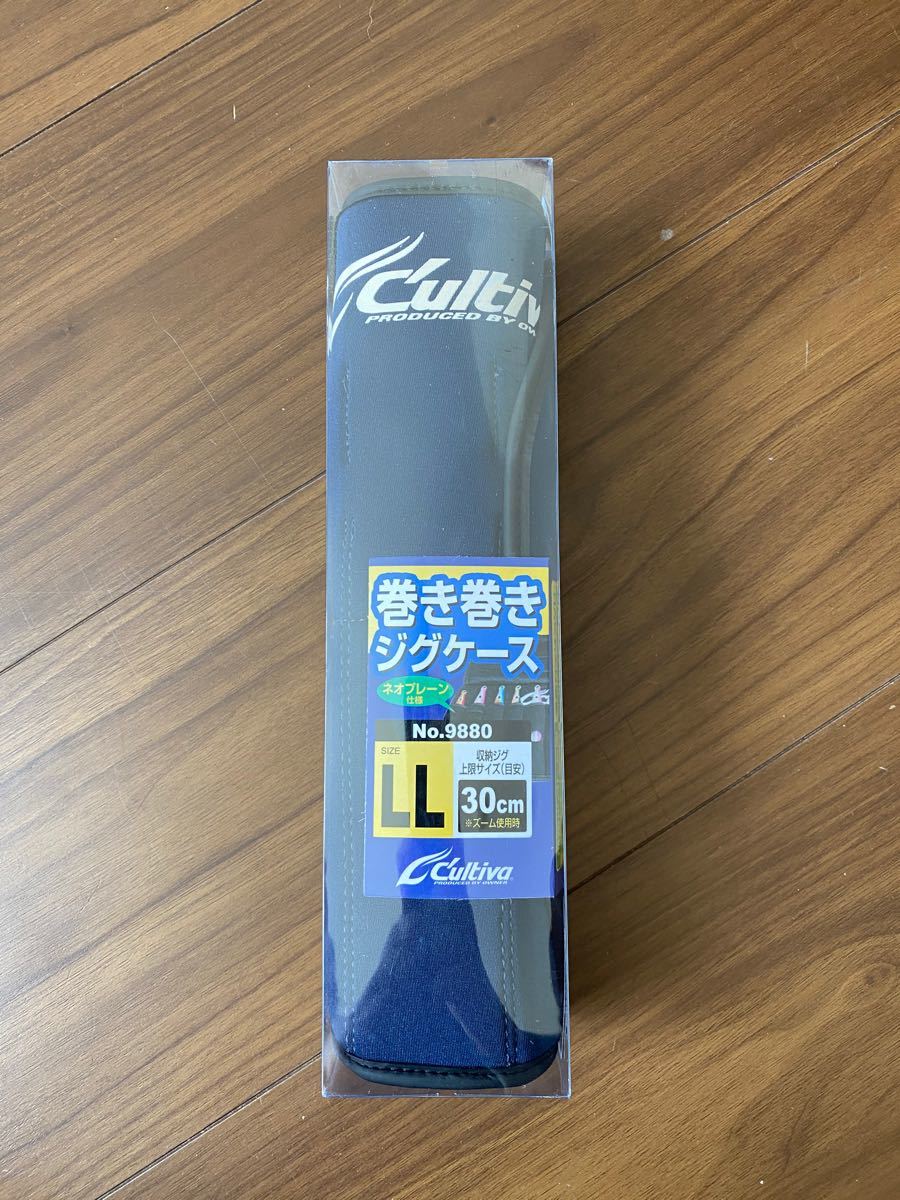 C'ultiv
PRODUCED BY OW
巻き巻き
ジグケース
ネオプレーン
仕様
No.9880
SIZE
LL
収納ジグ
上限サイズ(目安)
30cm
※ズーム使用時
C'ultiva
PRODUCED BY OWNER